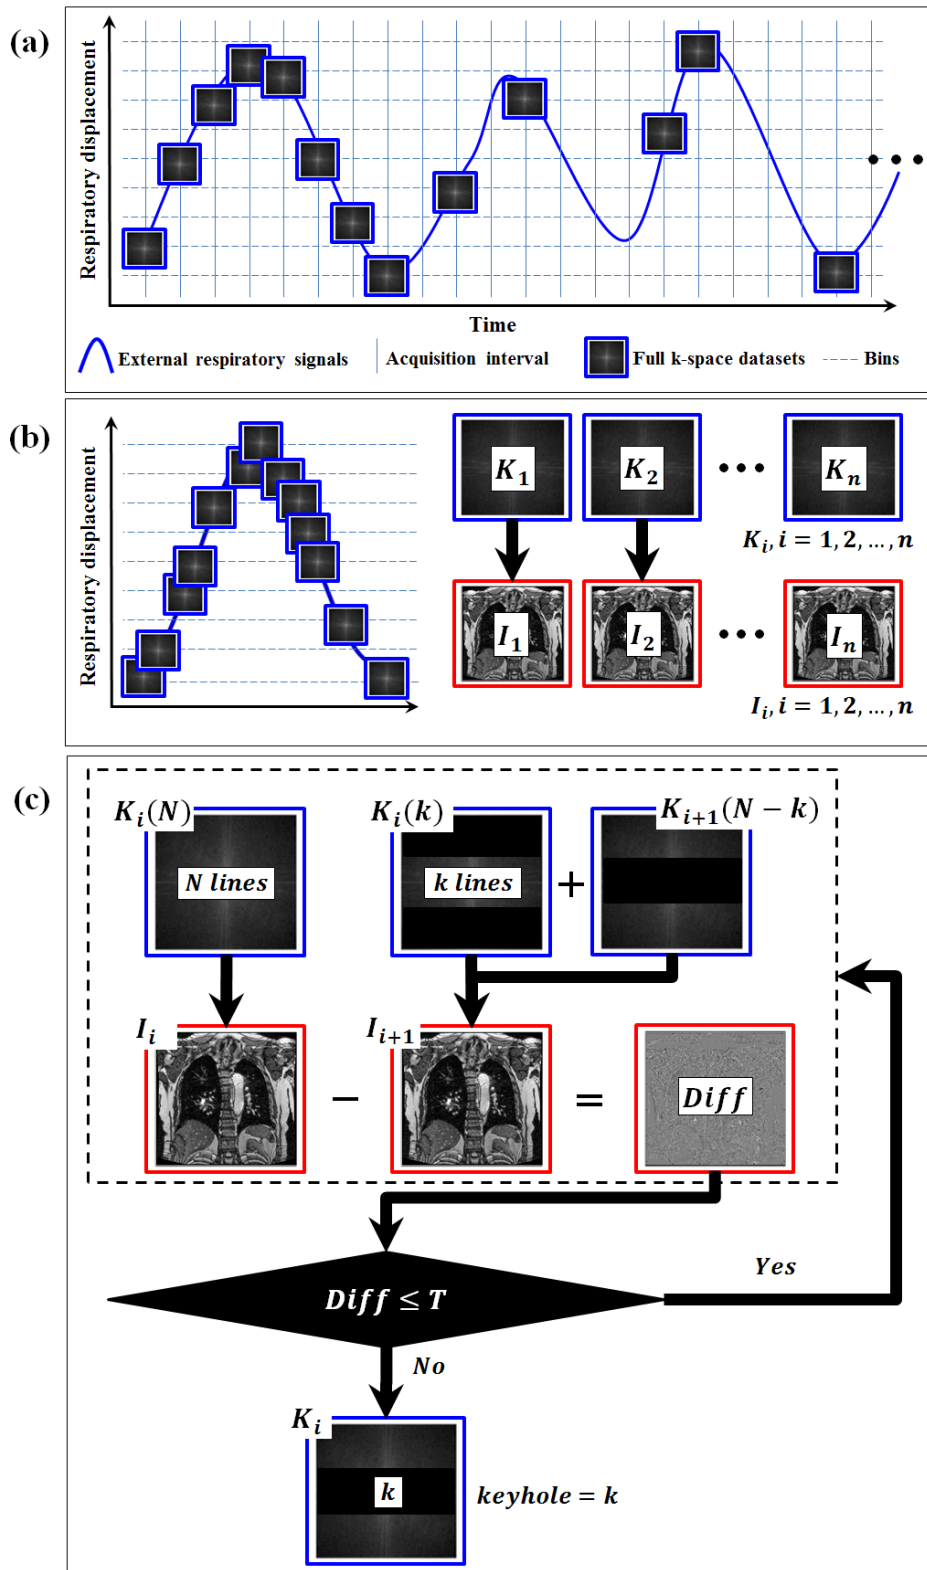 (a)
Respiratory displacement
Time
External respiratory signals
Acquisition interval
Full k-space datasets
Bins
(b)
Respiratory displacement
K₁
K₂
Kₙ
Kᵢ, i = 1, 2, …, n
I₁
I₂
Iₙ
Iᵢ, i = 1, 2, …, n
(c)
Kᵢ(N)
Kᵢ(k)
Kᵢ₊₁(N − k)
N lines
k lines
+
Iᵢ
Iᵢ₊₁
−
=
Diff
Diff ≤ T
Yes
No
Kᵢ
k
keyhole = k